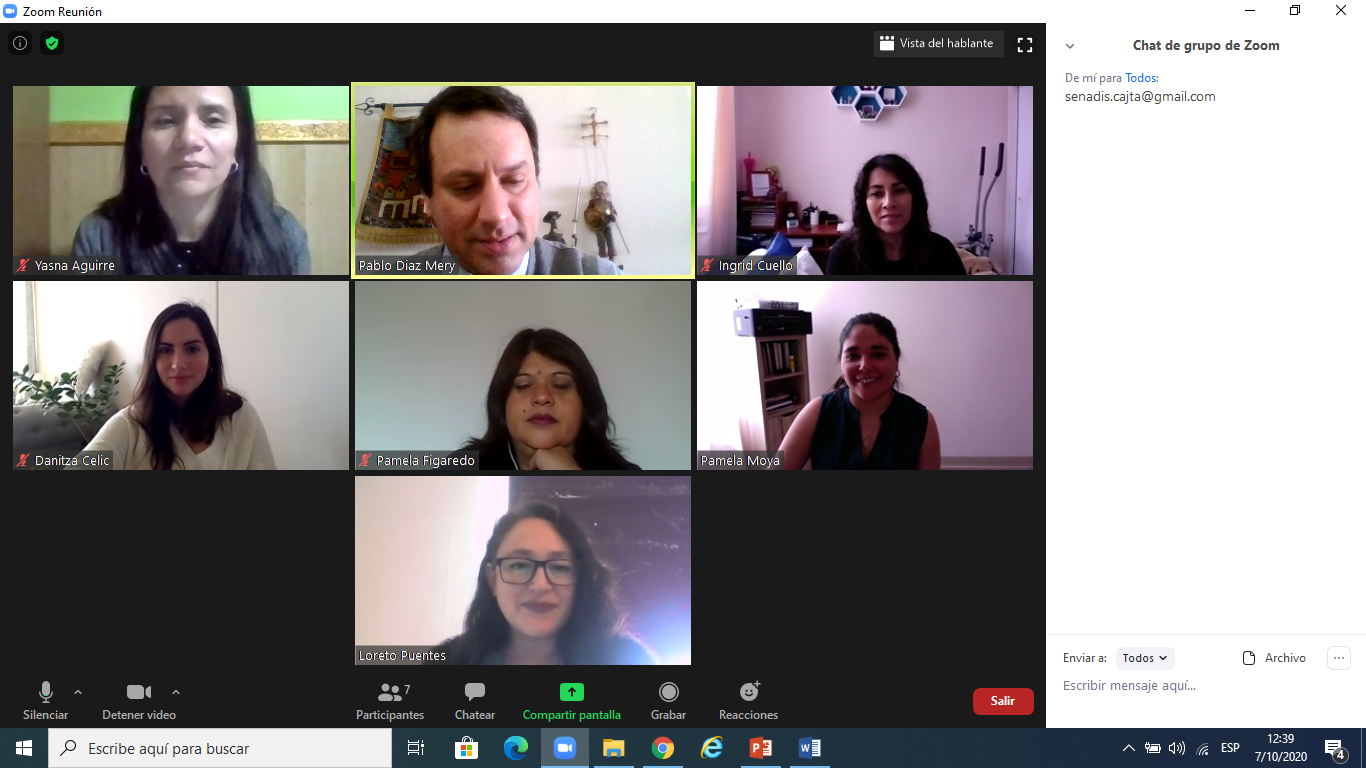 Zoom Reunión
Vista del hablante
Chat de grupo de Zoom
De mí para Todos:
senadis.cajta@gmail.com
Yasna Aguirre
Pablo Diaz Mery
Ingrid Cuello
Danitza Celic
Pamela Figaredo
Pamela Moya
Loreto Puentes
Enviar a: Todos
Archivo
Escribir mensaje aquí...
Silenciar
Detener video
7
Participantes
Chatear
Compartir pantalla
Grabar
Reacciones
Salir
Escribe aquí para buscar
ESP
12:39
7/10/2020
4